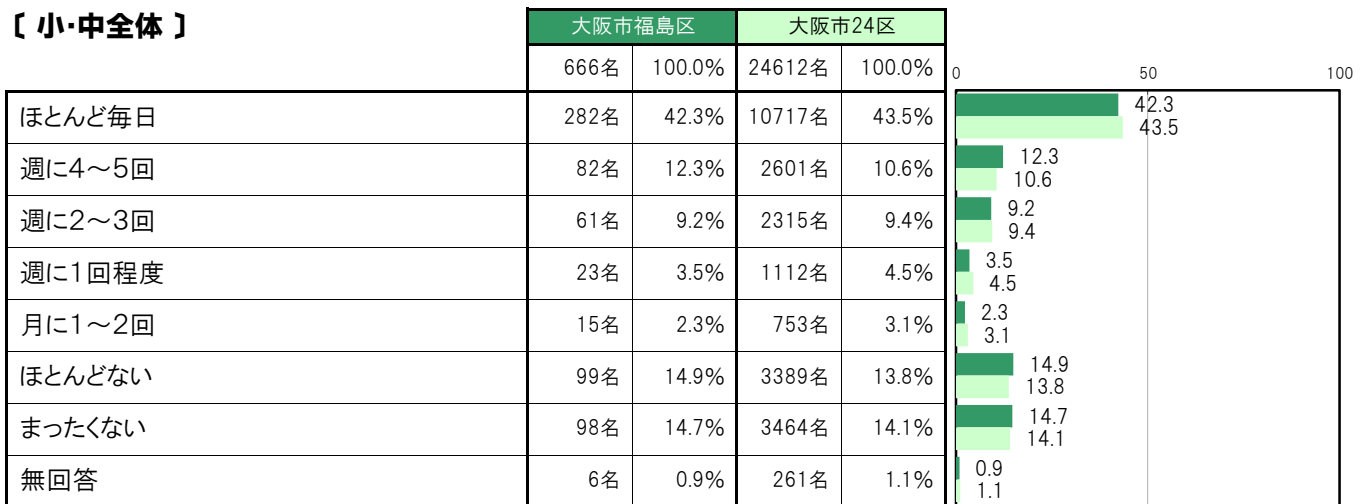 〔 小・中全体 〕
大阪市福島区 大阪市24区
666名 100.0% 24612名 100.0% 0 50 100
ほとんど毎日 282名 42.3% 10717名 43.5% 42.3
43.5
週に4～5回 82名 12.3% 2601名 10.6% 12.3
10.6
週に2～3回 61名 9.2% 2315名 9.4% 9.2
9.4
週に1回程度 23名 3.5% 1112名 4.5% 3.5
4.5
月に1～2回 15名 2.3% 753名 3.1% 2.3
3.1
ほとんどない 99名 14.9% 3389名 13.8% 14.9
13.8
まったくない 98名 14.7% 3464名 14.1% 14.7
14.1
無回答 6名 0.9% 261名 1.1% 0.9
1.1